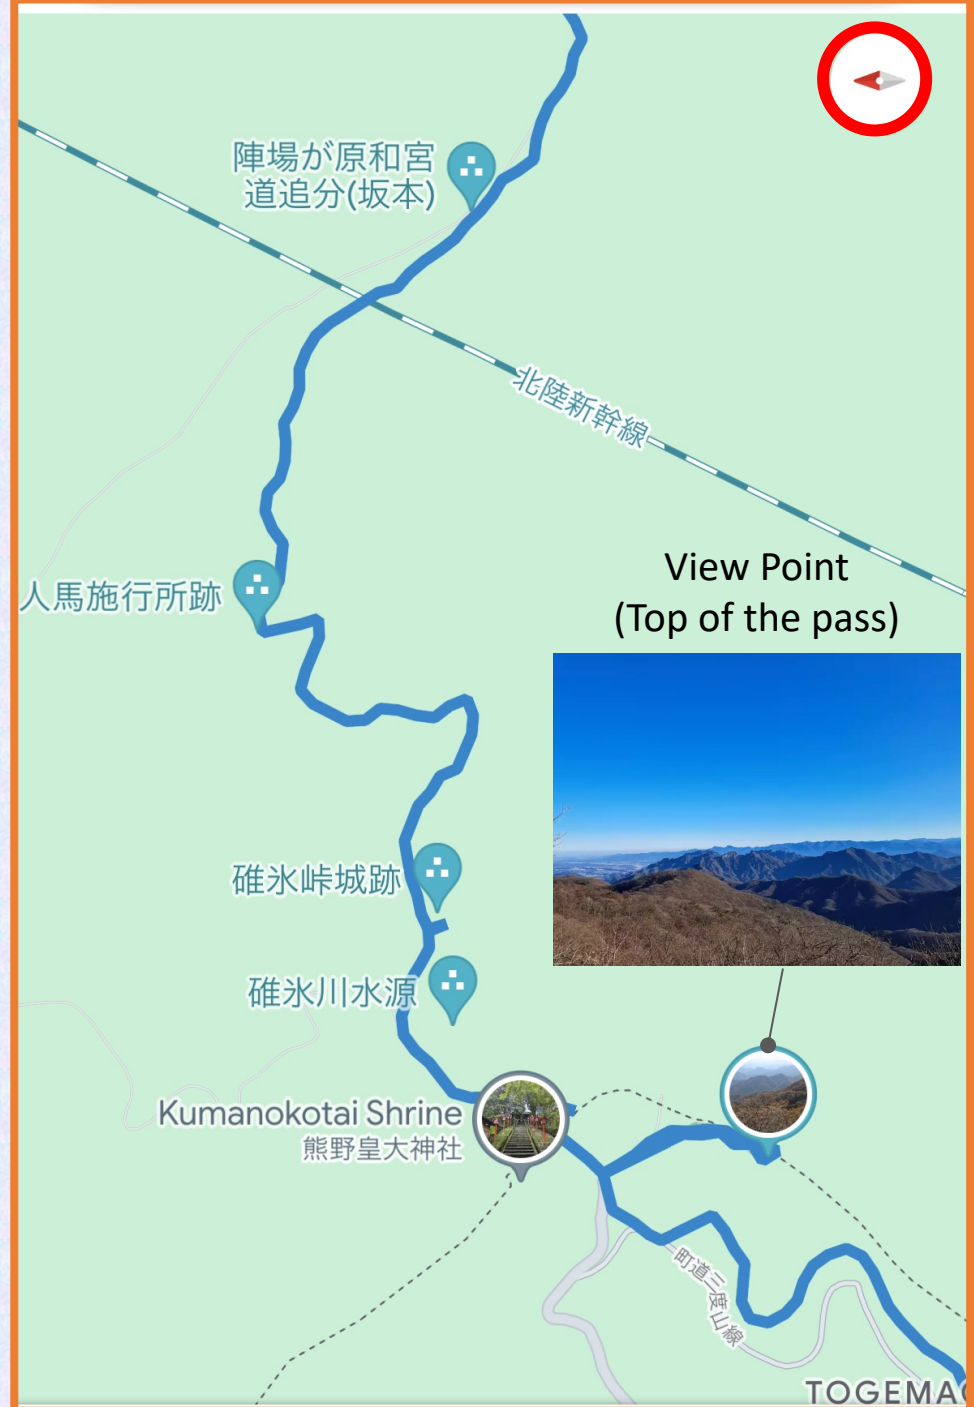 陣場が原和宮
道追分(坂本)
北陸新幹線
View Point
(Top of the pass)
人馬施行所跡
碓氷峠城跡
碓氷川水源
Kumanokotai Shrine
熊野皇大神社
町道三度山線
TOGEMA